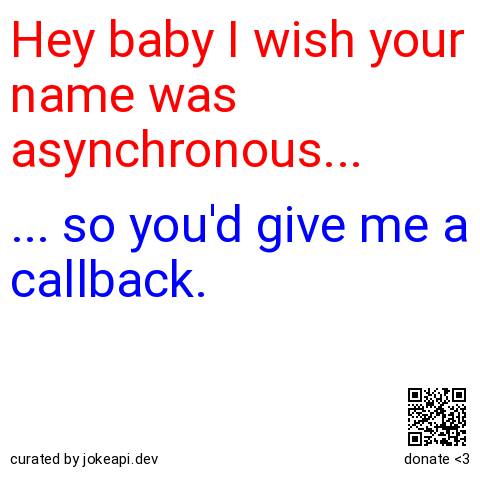 Hey baby I wish your
name was
asynchronous...
... so you'd give me a
callback.
curated by jokeapi.dev
donate <3